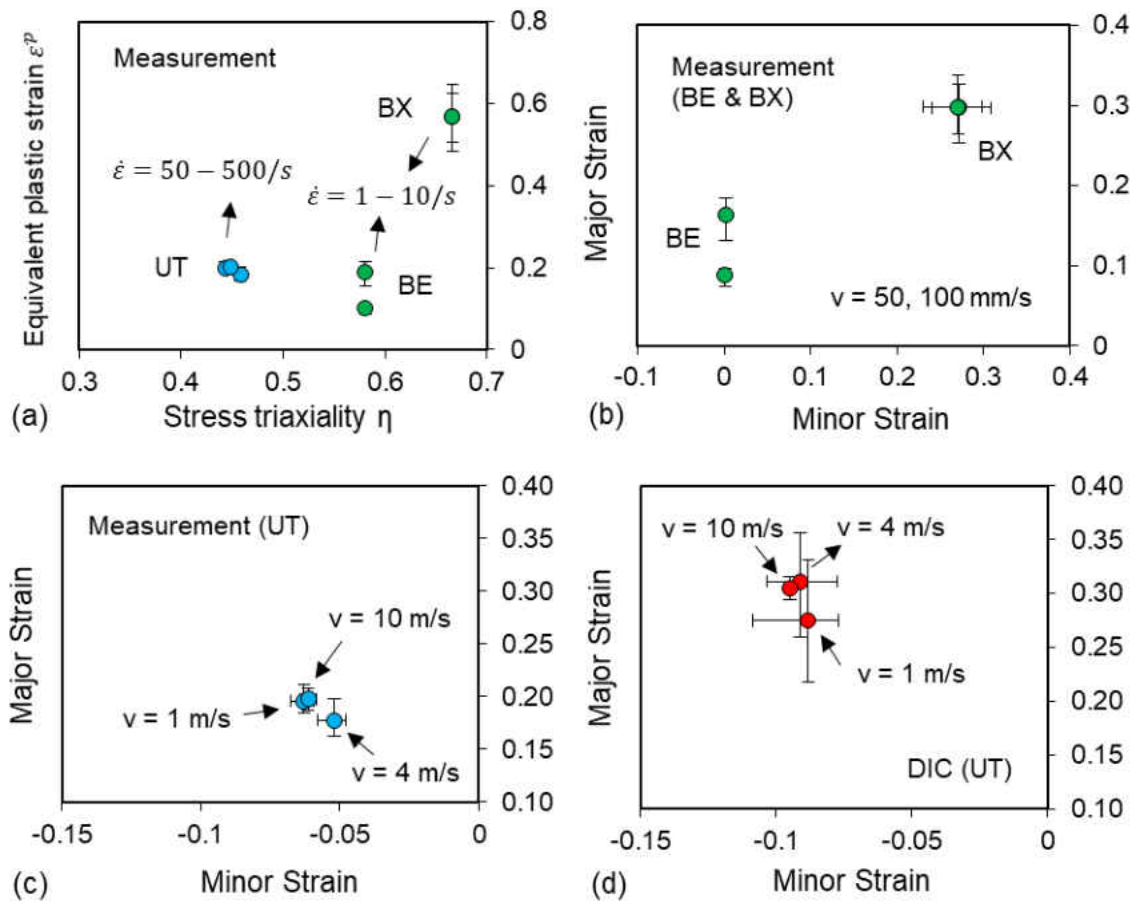 Equivalent plastic strain εᵖ
Measurement
BX
ε̇ = 50 − 500/s
ε̇ = 1 − 10/s
UT
BE
0.8
0.6
0.4
0.2
0
0.3 0.4 0.5 0.6 0.7
(a) Stress triaxiality η
Major Strain
Measurement
(BE & BX)
BX
BE
v = 50, 100 mm/s
0.4
0.3
0.2
0.1
0
-0.1 0 0.1 0.2 0.3 0.4
(b) Minor Strain
Major Strain
Measurement (UT)
v = 10 m/s
v = 1 m/s
v = 4 m/s
0.40
0.35
0.30
0.25
0.20
0.15
0.10
-0.15 -0.1 -0.05 0
(c) Minor Strain
Major Strain
v = 10 m/s
v = 4 m/s
v = 1 m/s
DIC (UT)
0.40
0.35
0.30
0.25
0.20
0.15
0.10
-0.15 -0.1 -0.05 0
(d) Minor Strain